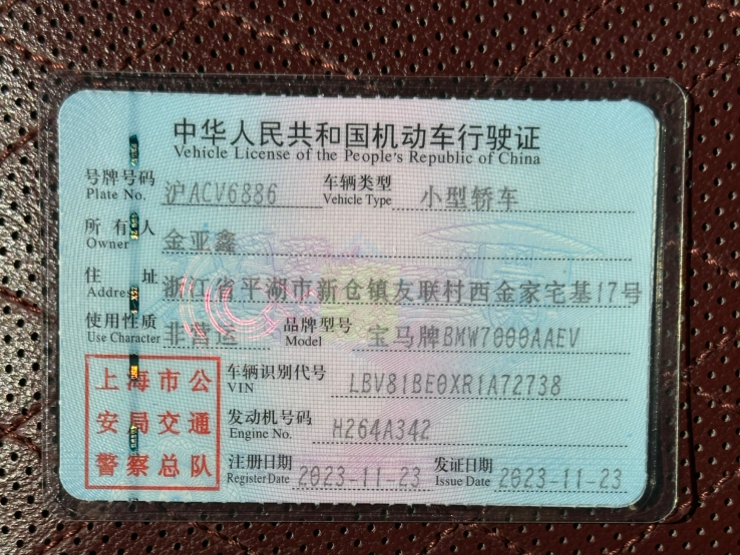 中华人民共和国机动车行驶证
Vehicle License of the People's Republic of China
号牌号码 沪ACV6886 车辆类型 小型轿车
Plate No. Vehicle Type
所有人 金亚鑫
Owner
住址 浙江省平湖市新仓镇友联村西金家宅基17号
Address
使用性质 非营运 品牌型号 宝马牌BMW7000AAEV
Use Character Model
上海市公
安局交通
警察总队
车辆识别代号 LBV81BE0XR1A72738
VIN
发动机号码 H264A342
Engine No.
注册日期 2023-11-23 发证日期 2023-11-23
Register Date Issue Date